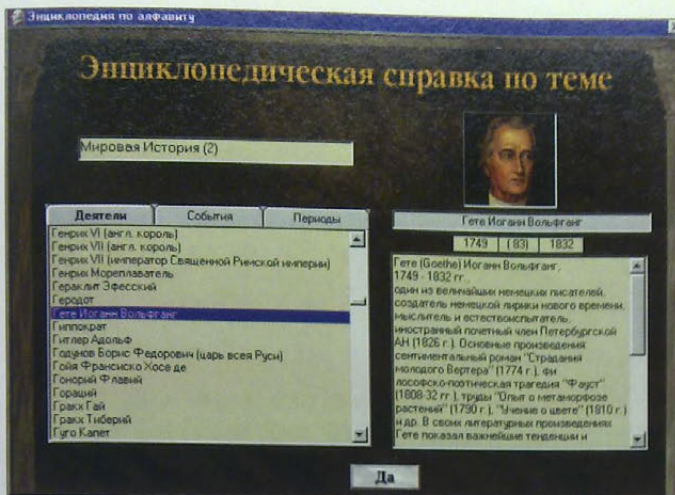 Энциклопедия по алфавиту
Энциклопедическая справка по теме
Мировая История (2)
Деятели События Периоды
Генрих VI (англ. король)
Генрих VII (англ. король)
Генрих VII (император Священной Римской империи)
Генрих Мореплаватель
Гераклит Эфесский
Геродот
Гете Иоганн Вольфганг
Гиппократ
Гитлер Адольф
Годунов Борис Федорович (царь всея Руси)
Гойя Франсиско Хосе де
Гонорий Флавий
Гораций
Гракх Гай
Гракх Тиберий
Гуго Капет
Гете Иоганн Вольфганг
1749 (83) 1832
Гете (Goethe) Иоганн Вольфганг,
1749 - 1832 гг.,
один из величайших немецких писателей,
создатель немецкой лирики нового времени,
мыслитель и естествоиспытатель,
иностранный почетный член Петербургской
АН (1826 г.). Основные произведения
сентиментальный роман "Страдания
молодого Вертера" (1774 г.), фи
лософско-поэтическая трагедия "Фауст"
(1808-32 гг.), труды "Опыт о метаморфозе
растений" (1790 г.), "Учение о цвете" (1810 г.)
и др. В своих литературных произведениях
Гете показал важнейшие тенденции и
Да